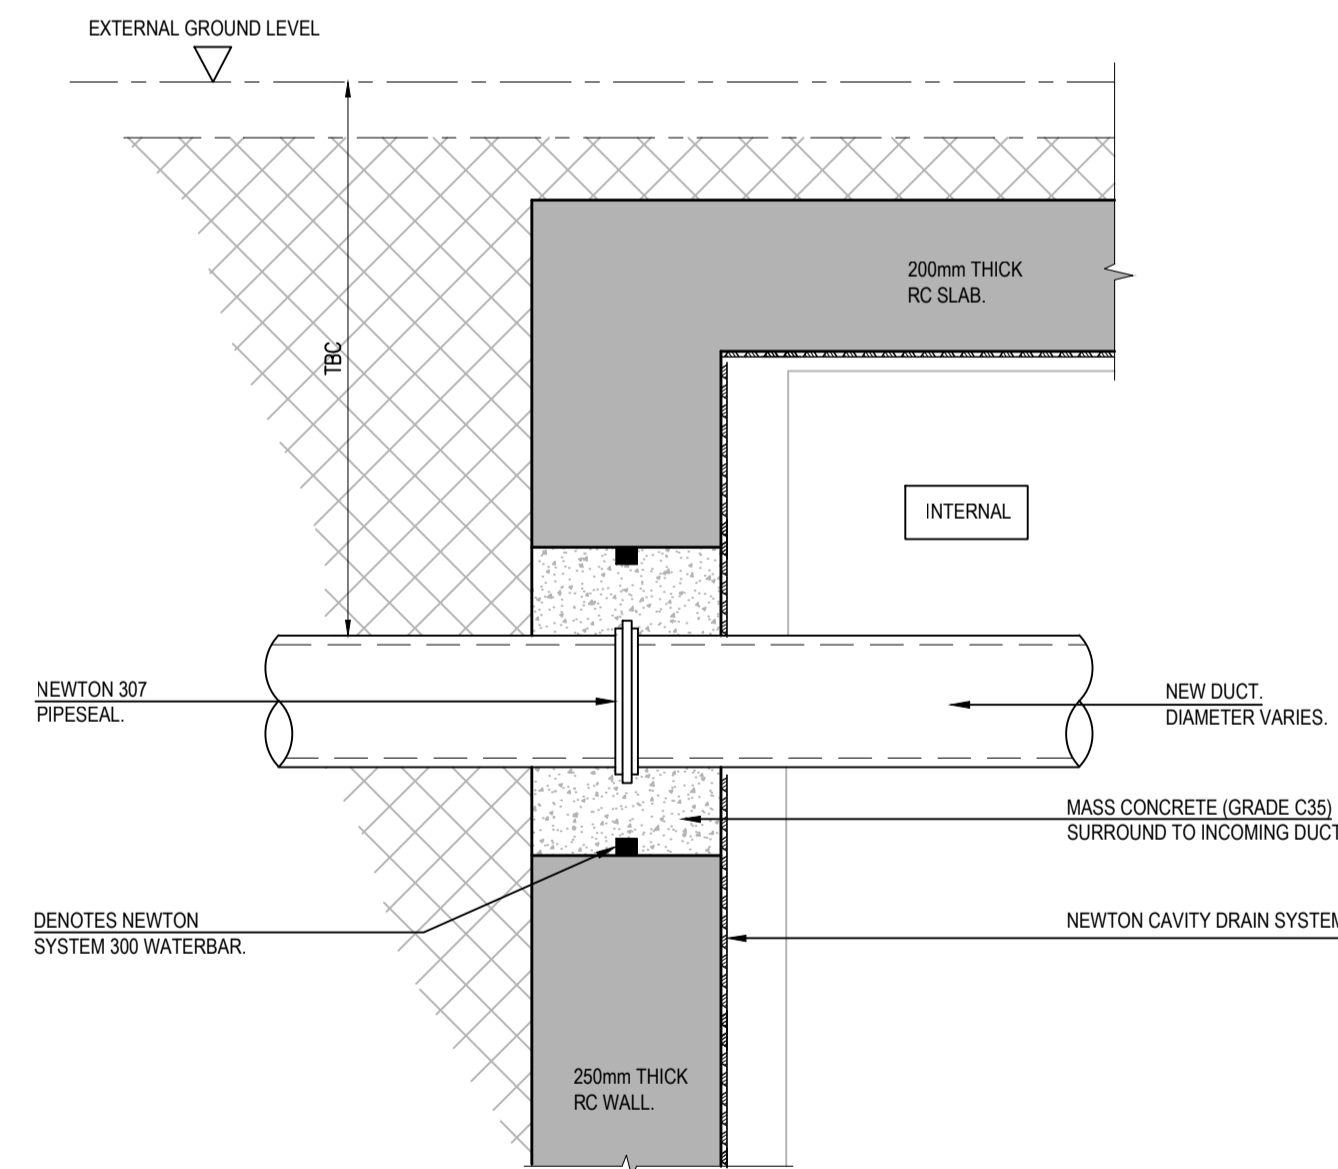 EXTERNAL GROUND LEVEL
200mm THICK
RC SLAB.
TBC
INTERNAL
NEWTON 307
PIPESEAL.
NEW DUCT.
DIAMETER VARIES.
MASS CONCRETE (GRADE C35)
SURROUND TO INCOMING DUCT
DENOTES NEWTON
SYSTEM 300 WATERBAR.
NEWTON CAVITY DRAIN SYSTEM
250mm THICK
RC WALL.